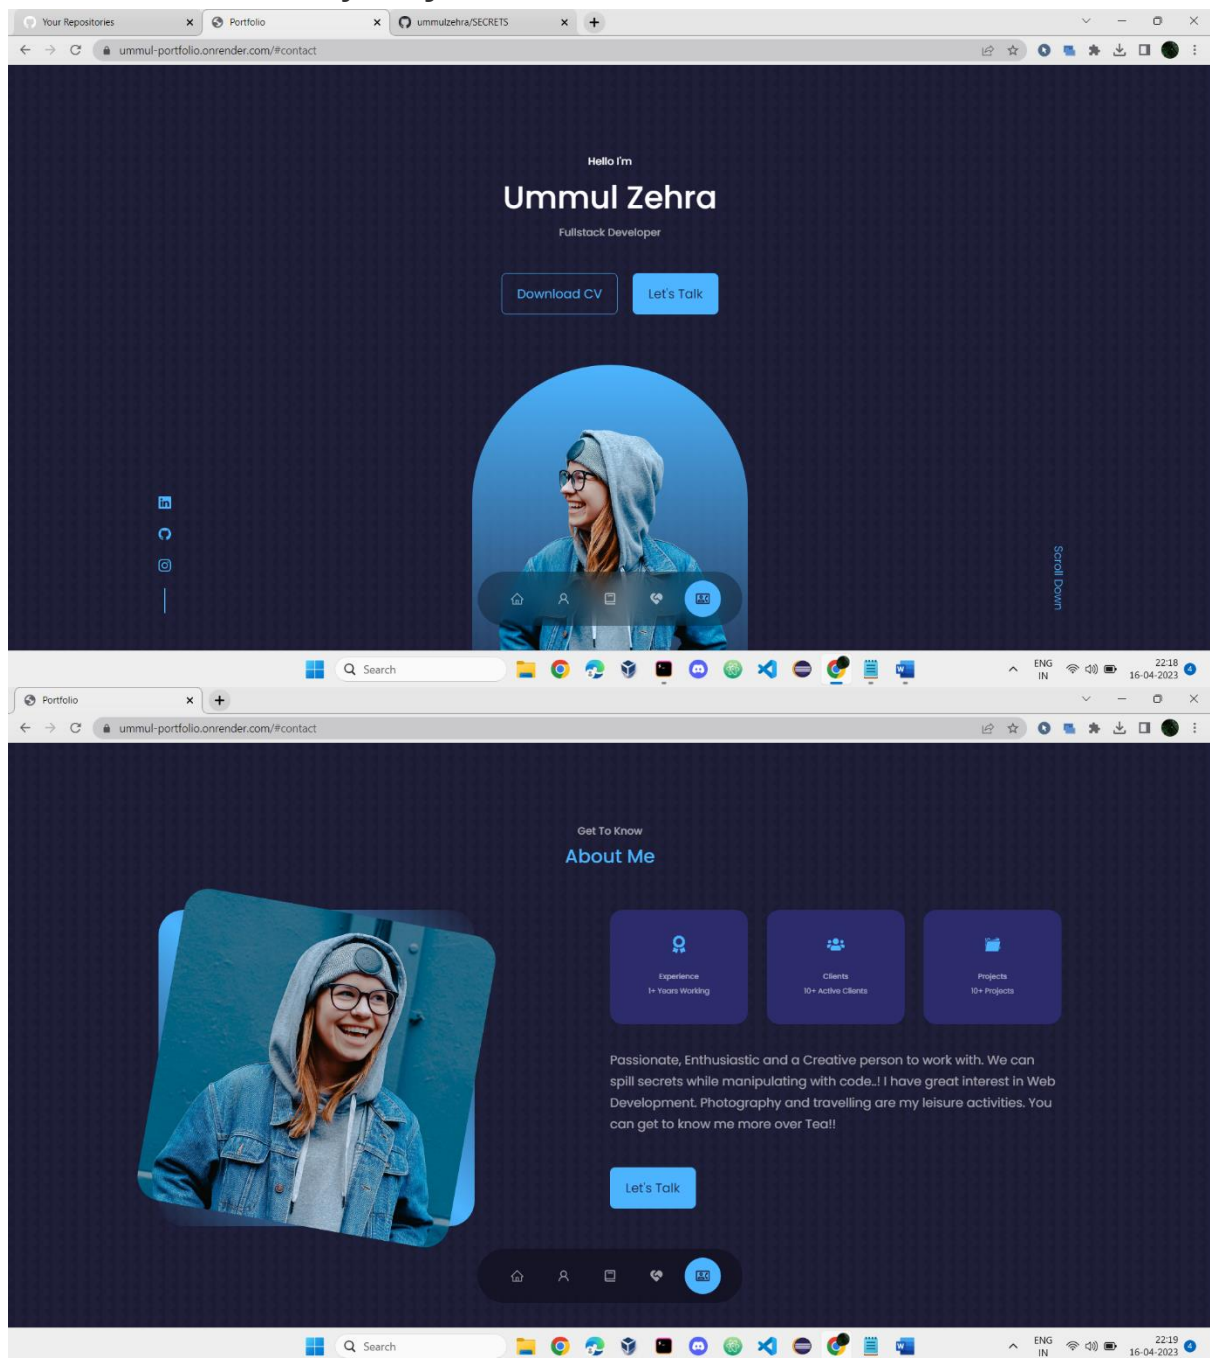 Your Repositories
Portfolio
ummulzehra/SECRETS
ummul-portfolio.onrender.com/#contact
Hello I'm
Ummul Zehra
Fullstack Developer
Download CV
Let's Talk
Scroll Down
Search
ENG
IN
22:18
16-04-2023
4
Portfolio
ummul-portfolio.onrender.com/#contact
Get To Know
About Me
Experience
1+ Years Working
Clients
10+ Active Clients
Projects
10+ Projects
Passionate, Enthusiastic and a Creative person to work with. We can
spill secrets while manipulating with code..! I have great interest in Web
Development. Photography and travelling are my leisure activities. You
can get to know me more over Tea!!
Let's Talk
Search
ENG
IN
22:19
16-04-2023
4